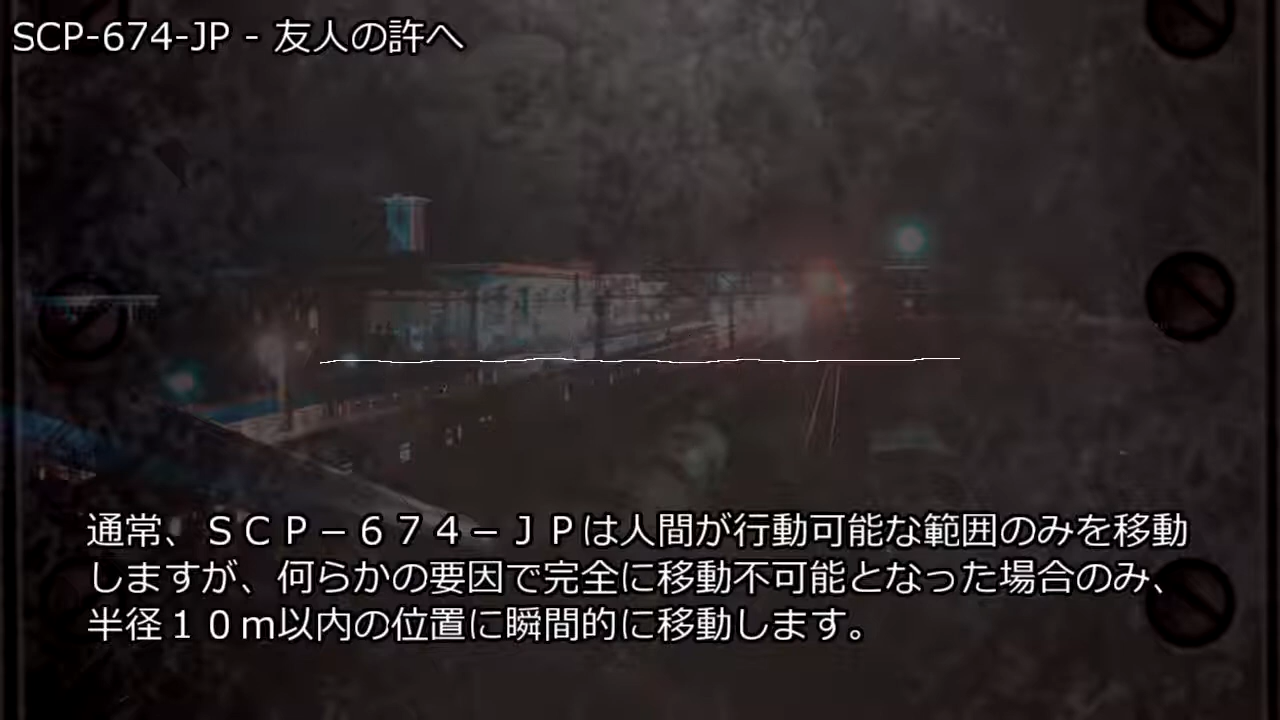 SCP-674-JP - 友人の許へ
通常、ＳＣＰ－６７４－ＪＰは人間が行動可能な範囲のみを移動
しますが、何らかの要因で完全に移動不可能となった場合のみ、
半径１０ｍ以内の位置に瞬間的に移動します。